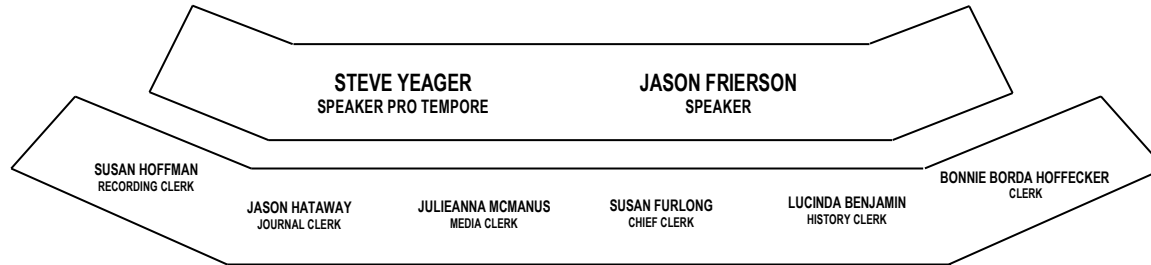 STEVE YEAGER
SPEAKER PRO TEMPORE
JASON FRIERSON
SPEAKER
SUSAN HOFFMAN
RECORDING CLERK
JASON HATAWAY
JOURNAL CLERK
JULIEANNA MCMANUS
MEDIA CLERK
SUSAN FURLONG
CHIEF CLERK
LUCINDA BENJAMIN
HISTORY CLERK
BONNIE BORDA HOFFECKER
CLERK